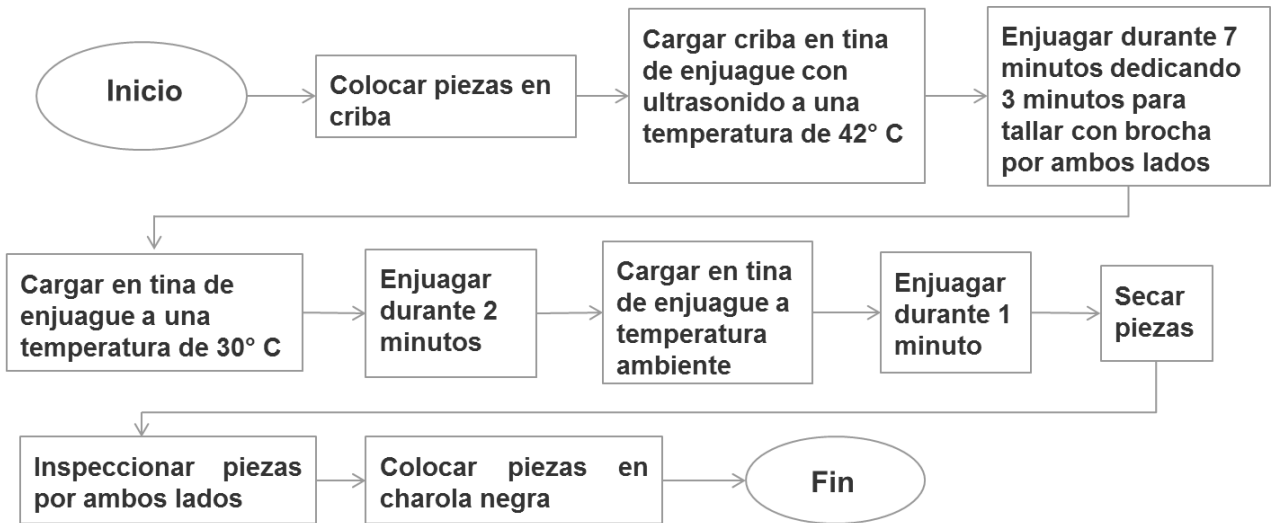 Inicio
Colocar piezas en
criba
Cargar criba en tina
de enjuague con
ultrasonido a una
temperatura de 42° C
Enjuagar durante 7
minutos dedicando
3 minutos para
tallar con brocha
por ambos lados
Cargar en tina de
enjuague a una
temperatura de 30° C
Enjuagar
durante 2
minutos
Cargar en tina
de enjuague a
temperatura
ambiente
Enjuagar
durante 1
minuto
Secar
piezas
Inspeccionar piezas
por ambos lados
Colocar piezas en
charola negra
Fin